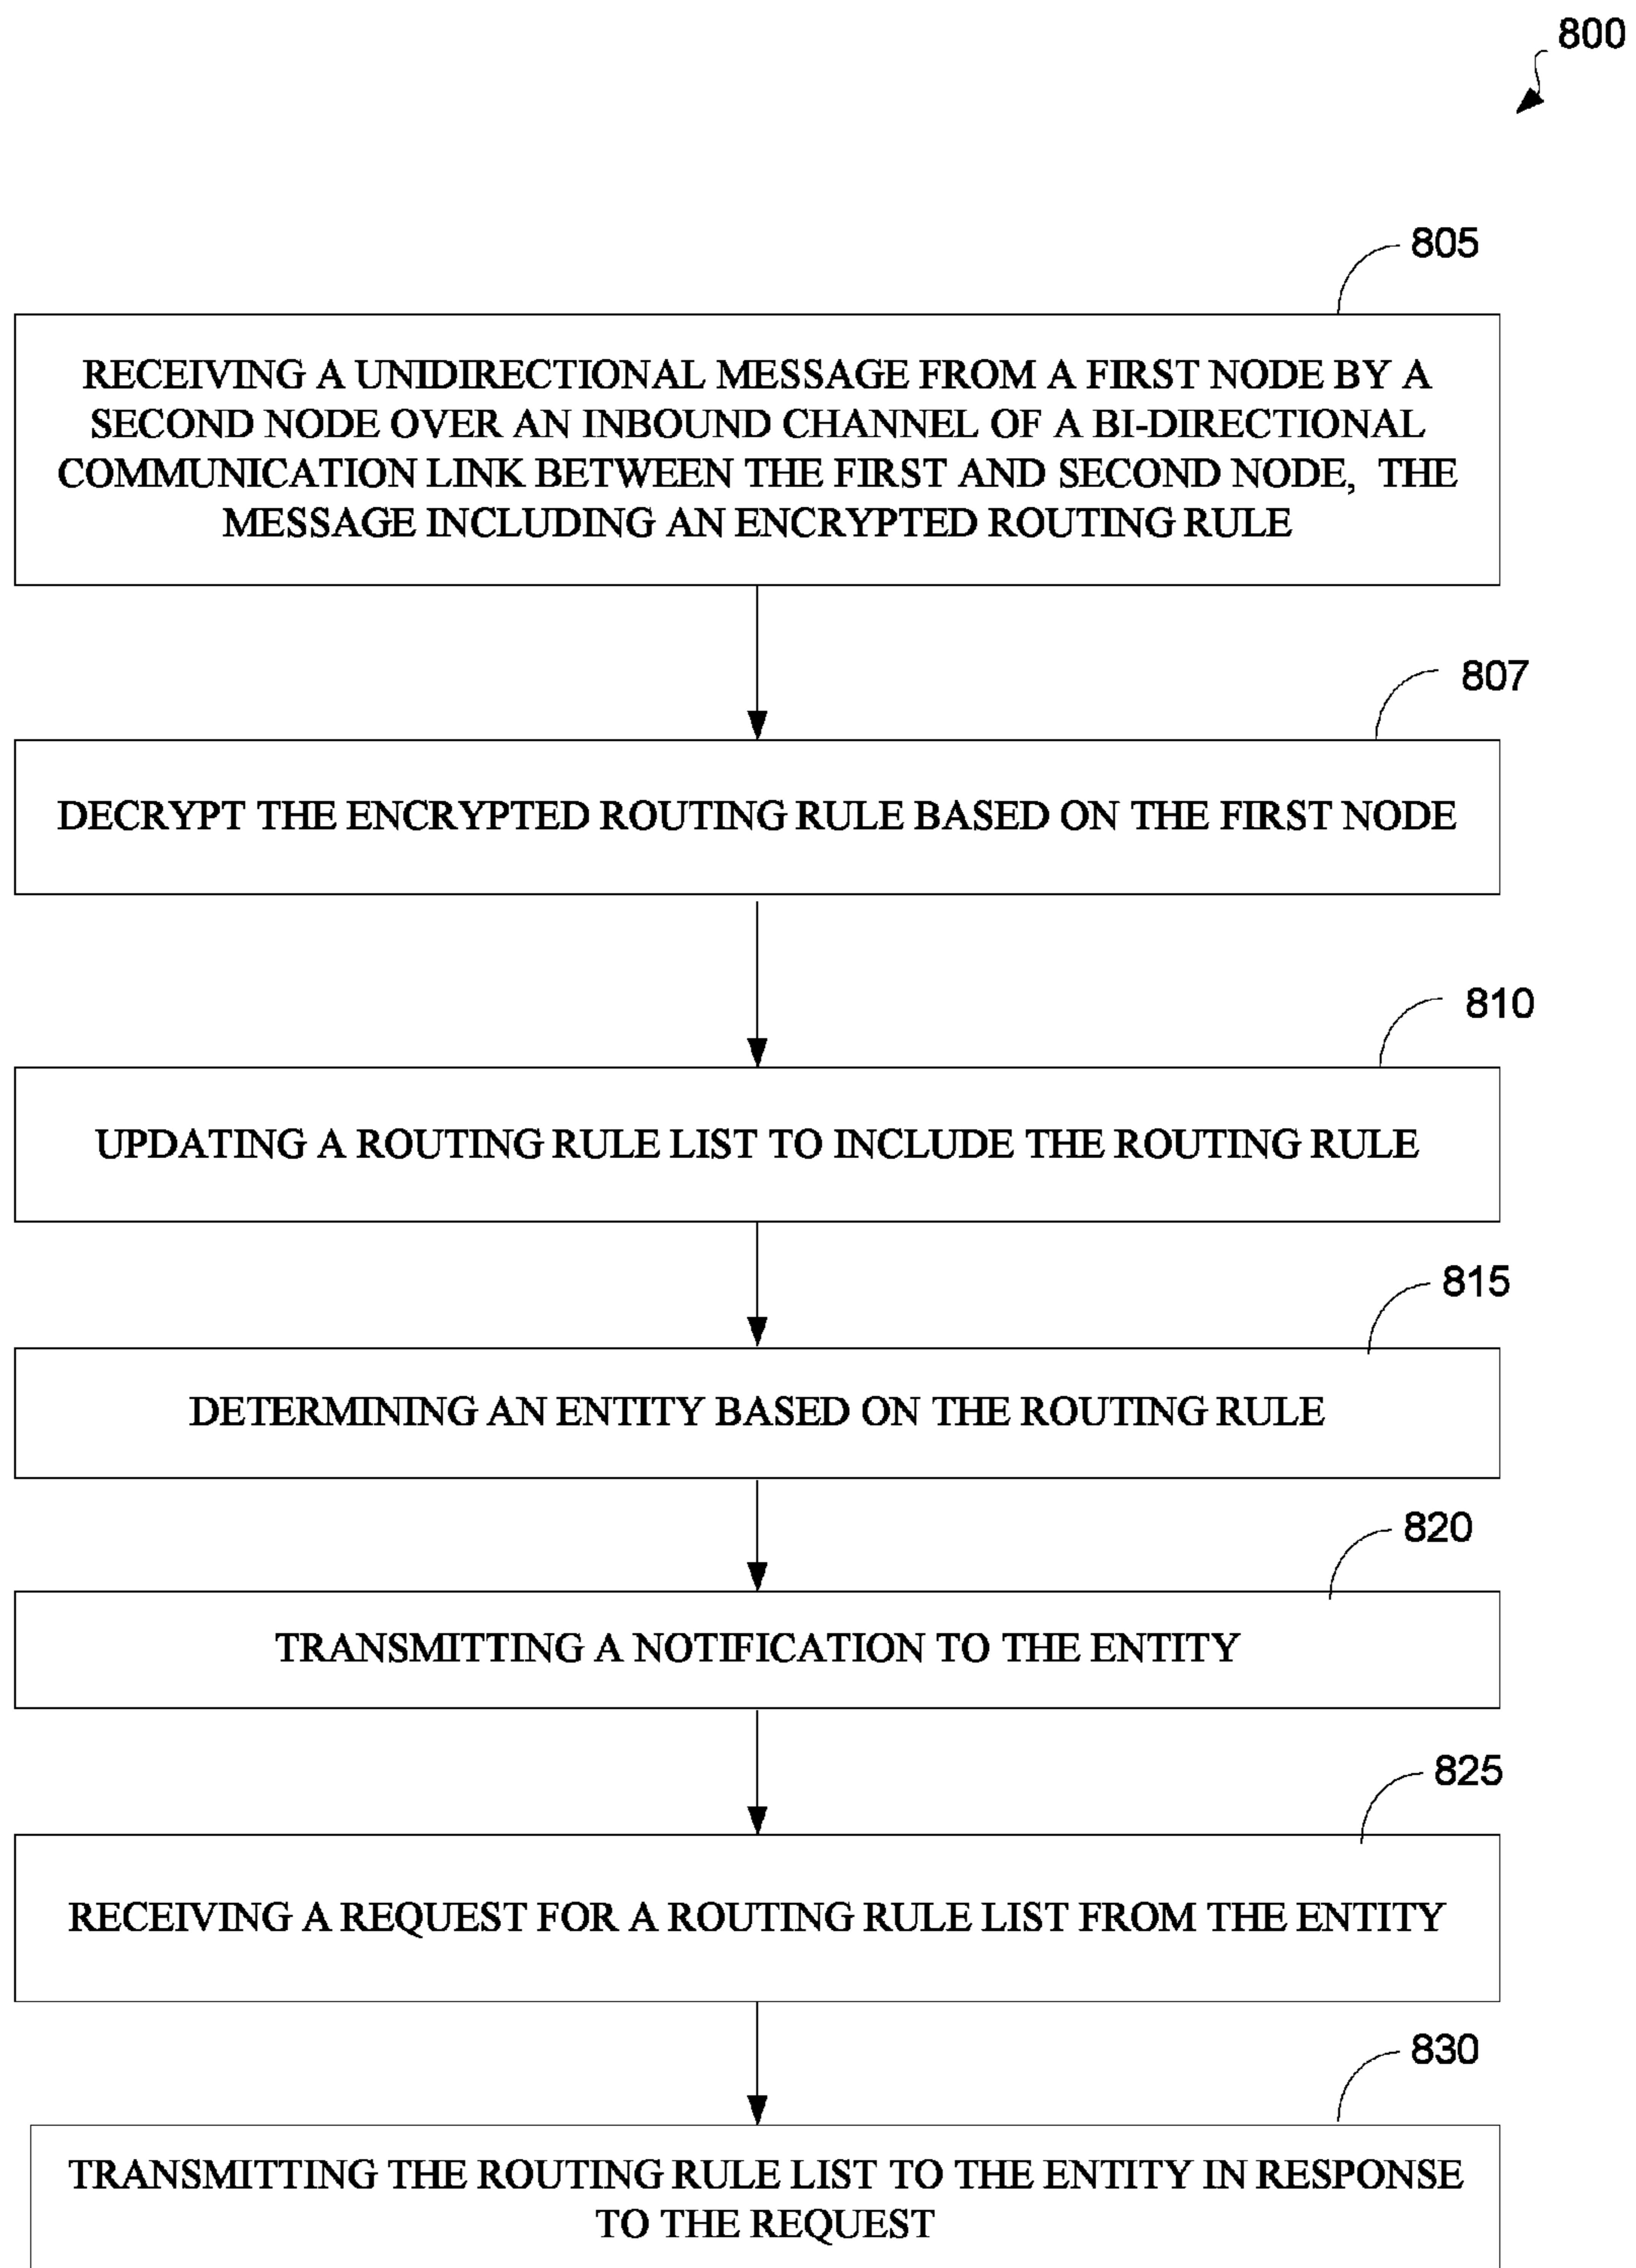 800
805
RECEIVING A UNIDIRECTIONAL MESSAGE FROM A FIRST NODE BY A
SECOND NODE OVER AN INBOUND CHANNEL OF A BI-DIRECTIONAL
COMMUNICATION LINK BETWEEN THE FIRST AND SECOND NODE, THE
MESSAGE INCLUDING AN ENCRYPTED ROUTING RULE
807
DECRYPT THE ENCRYPTED ROUTING RULE BASED ON THE FIRST NODE
810
UPDATING A ROUTING RULE LIST TO INCLUDE THE ROUTING RULE
815
DETERMINING AN ENTITY BASED ON THE ROUTING RULE
820
TRANSMITTING A NOTIFICATION TO THE ENTITY
825
RECEIVING A REQUEST FOR A ROUTING RULE LIST FROM THE ENTITY
830
TRANSMITTING THE ROUTING RULE LIST TO THE ENTITY IN RESPONSE
TO THE REQUEST